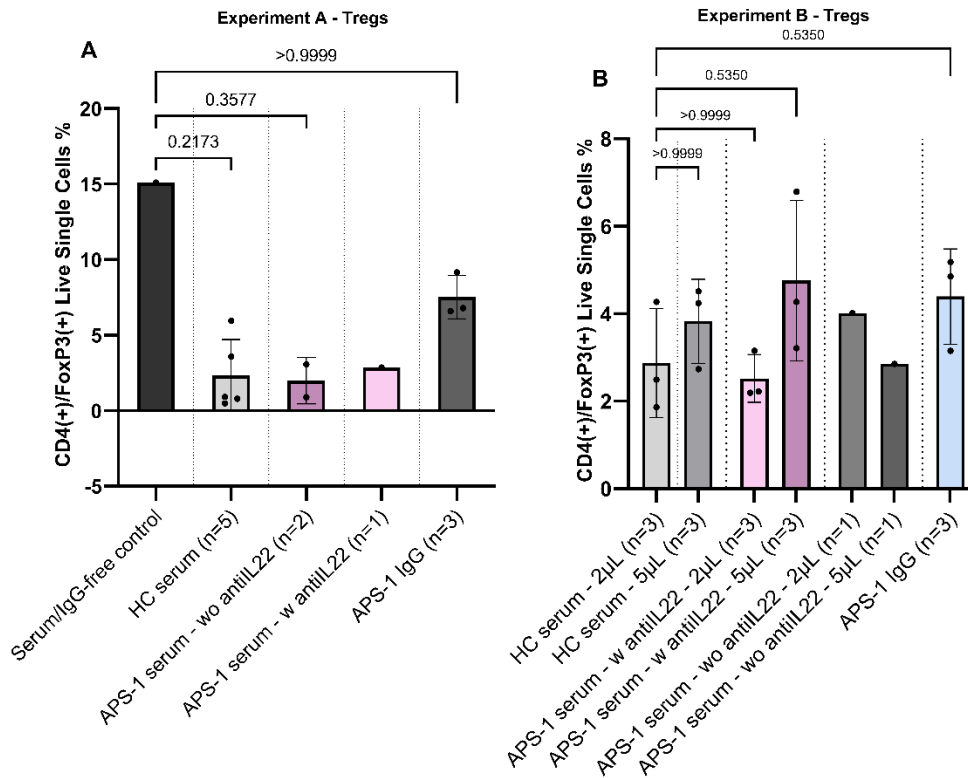 Experiment A - Tregs
A
>0.9999
0.3577
0.2173
CD4(+)/FoxP3(+) Live Single Cells %
20
15
10
5
0
-5
Serum/IgG-free control
HC serum (n=5)
APS-1 serum - wo antiIL22 (n=2)
APS-1 serum - w antiIL22 (n=1)
APS-1 IgG (n=3)
Experiment B - Tregs
B
0.5350
0.5350
>0.9999
>0.9999
CD4(+)/FoxP3(+) Live Single Cells %
8
6
4
2
0
HC serum - 2µL (n=3)
HC serum - 5µL (n=3)
APS-1 serum - w antiIL22 - 2µL (n=3)
APS-1 serum - w antiIL22 - 5µL (n=3)
APS-1 serum - wo antiIL22 - 2µL (n=1)
APS-1 serum - wo antiIL22 - 5µL (n=1)
APS-1 IgG (n=3)